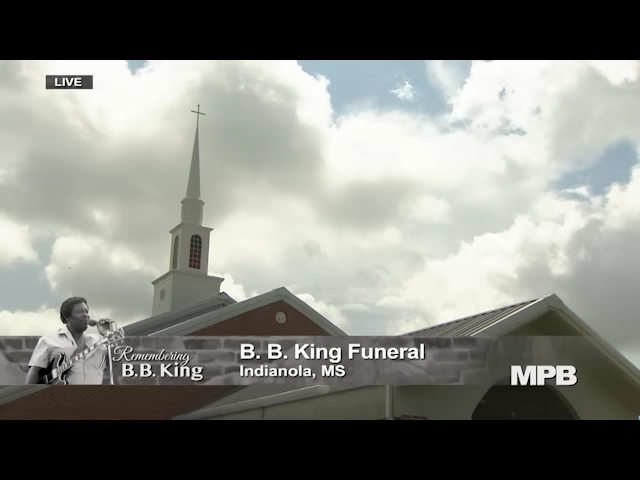 LIVE
Remembering
B.B. King
B. B. King Funeral
Indianola, MS
MPB